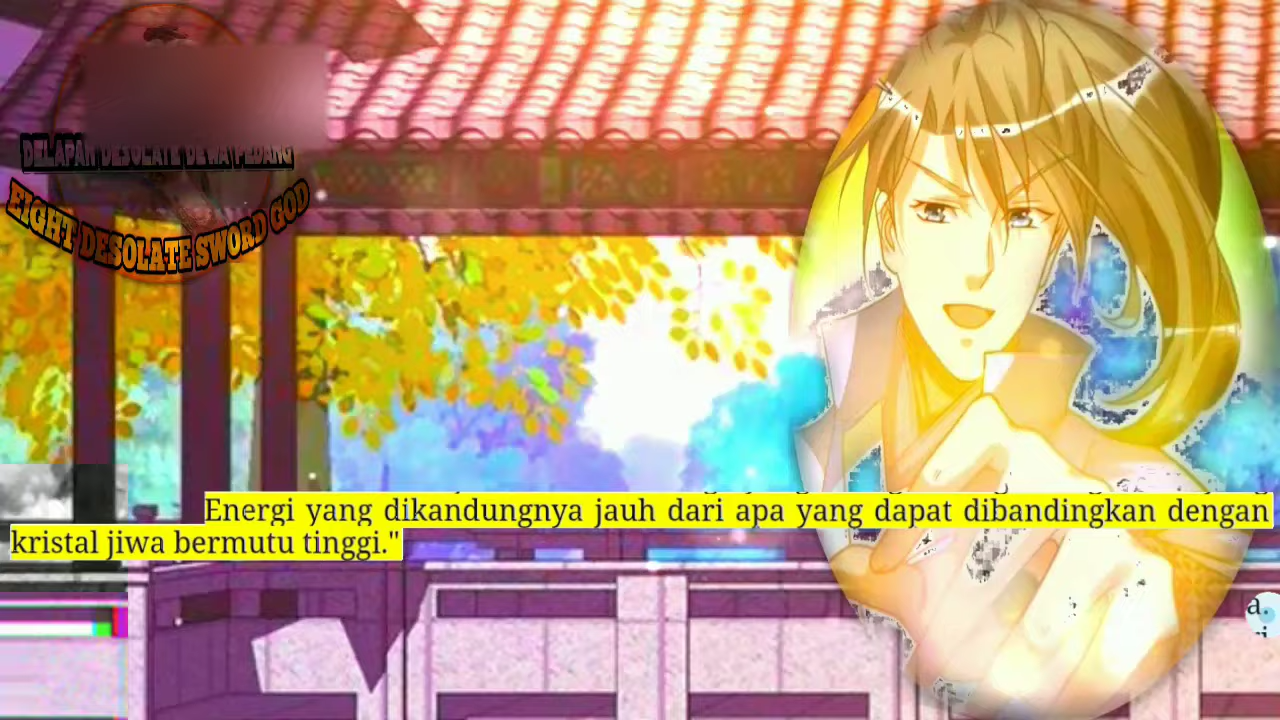 DELAPAN DESOLATE DEWA PEDANG
EIGHT DESOLATE SWORD GOD
Energi yang dikandungnya jauh dari apa yang dapat dibandingkan dengan
kristal jiwa bermutu tinggi."
a.